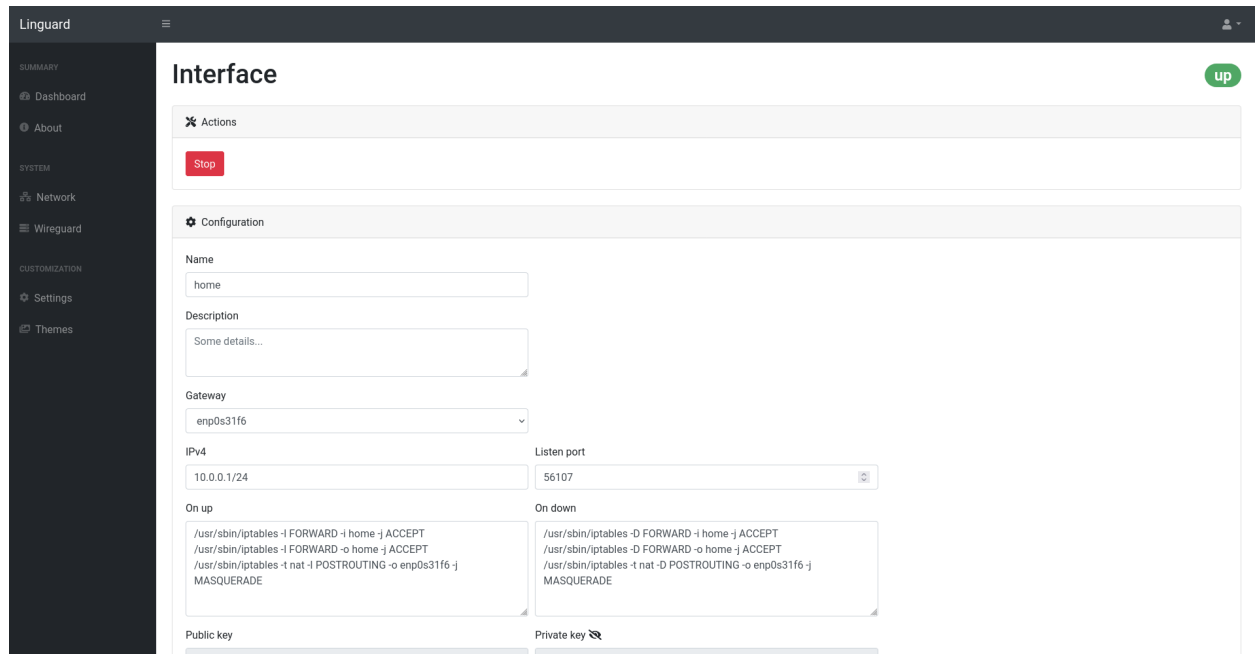 Linguard
SUMMARY
Dashboard
About
SYSTEM
Network
Wireguard
CUSTOMIZATION
Settings
Themes
Interface
up
Actions
Stop
Configuration
Name
home
Description
Some details...
Gateway
enp0s31f6
IPv4
Listen port
10.0.0.1/24
56107
On up
On down
/usr/sbin/iptables -I FORWARD -i home -j ACCEPT
/usr/sbin/iptables -I FORWARD -o home -j ACCEPT
/usr/sbin/iptables -t nat -I POSTROUTING -o enp0s31f6 -j
MASQUERADE
/usr/sbin/iptables -D FORWARD -i home -j ACCEPT
/usr/sbin/iptables -D FORWARD -o home -j ACCEPT
/usr/sbin/iptables -t nat -D POSTROUTING -o enp0s31f6 -j
MASQUERADE
Public key
Private key